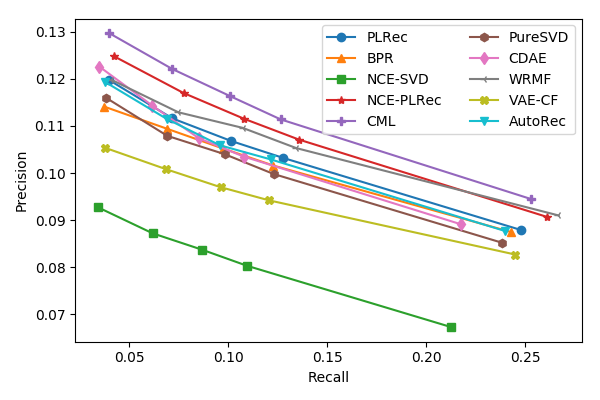 0.13
0.12
0.11
0.10
0.09
0.08
0.07
Precision
0.05
0.10
0.15
0.20
0.25
Recall
PLRec
BPR
NCE-SVD
NCE-PLRec
CML
PureSVD
CDAE
WRMF
VAE-CF
AutoRec